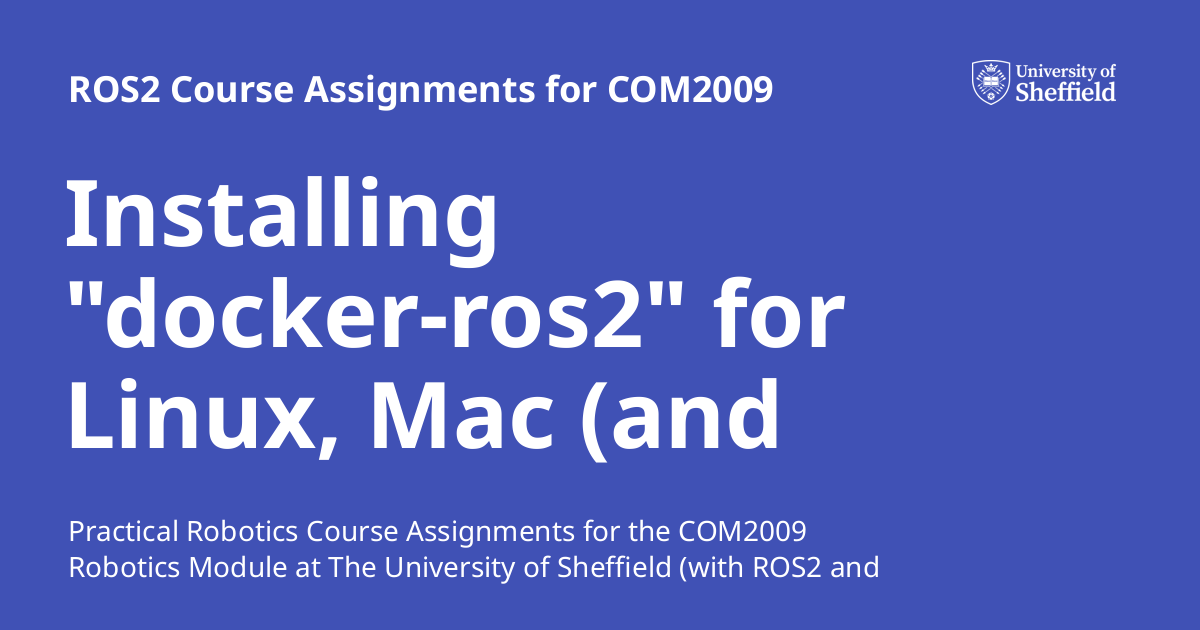 ROS2 Course Assignments for COM2009
University of
Sheffield
Installing
"docker-ros2" for
Linux, Mac (and
Practical Robotics Course Assignments for the COM2009
Robotics Module at The University of Sheffield (with ROS2 and